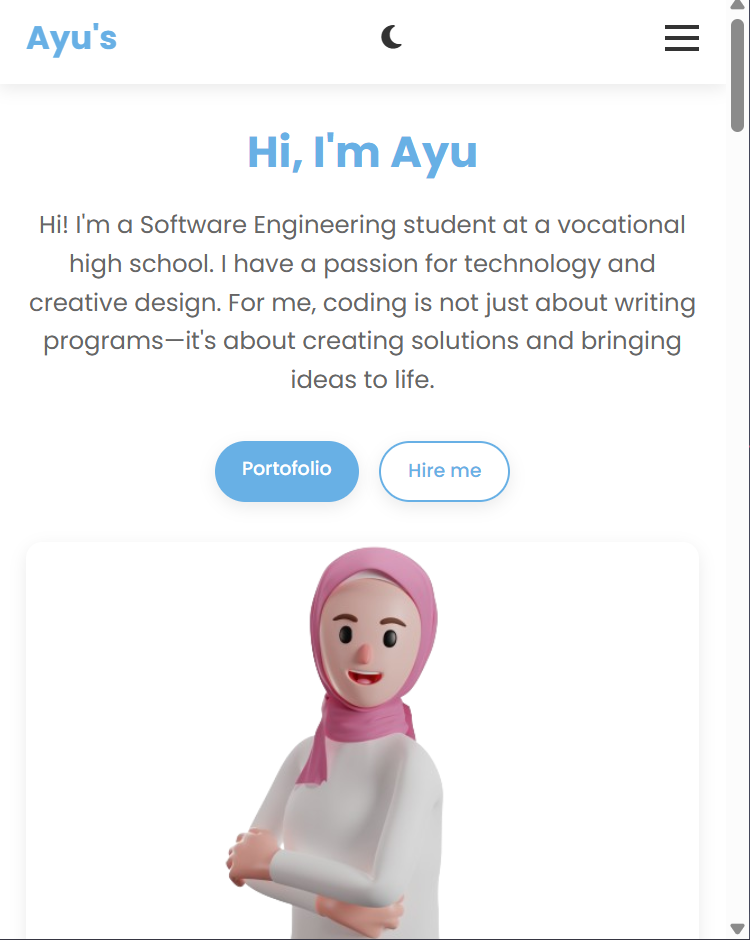 Ayu's
Hi, I'm Ayu
Hi! I'm a Software Engineering student at a vocational
high school. I have a passion for technology and
creative design. For me, coding is not just about writing
programs—it's about creating solutions and bringing
ideas to life.
Portofolio
Hire me